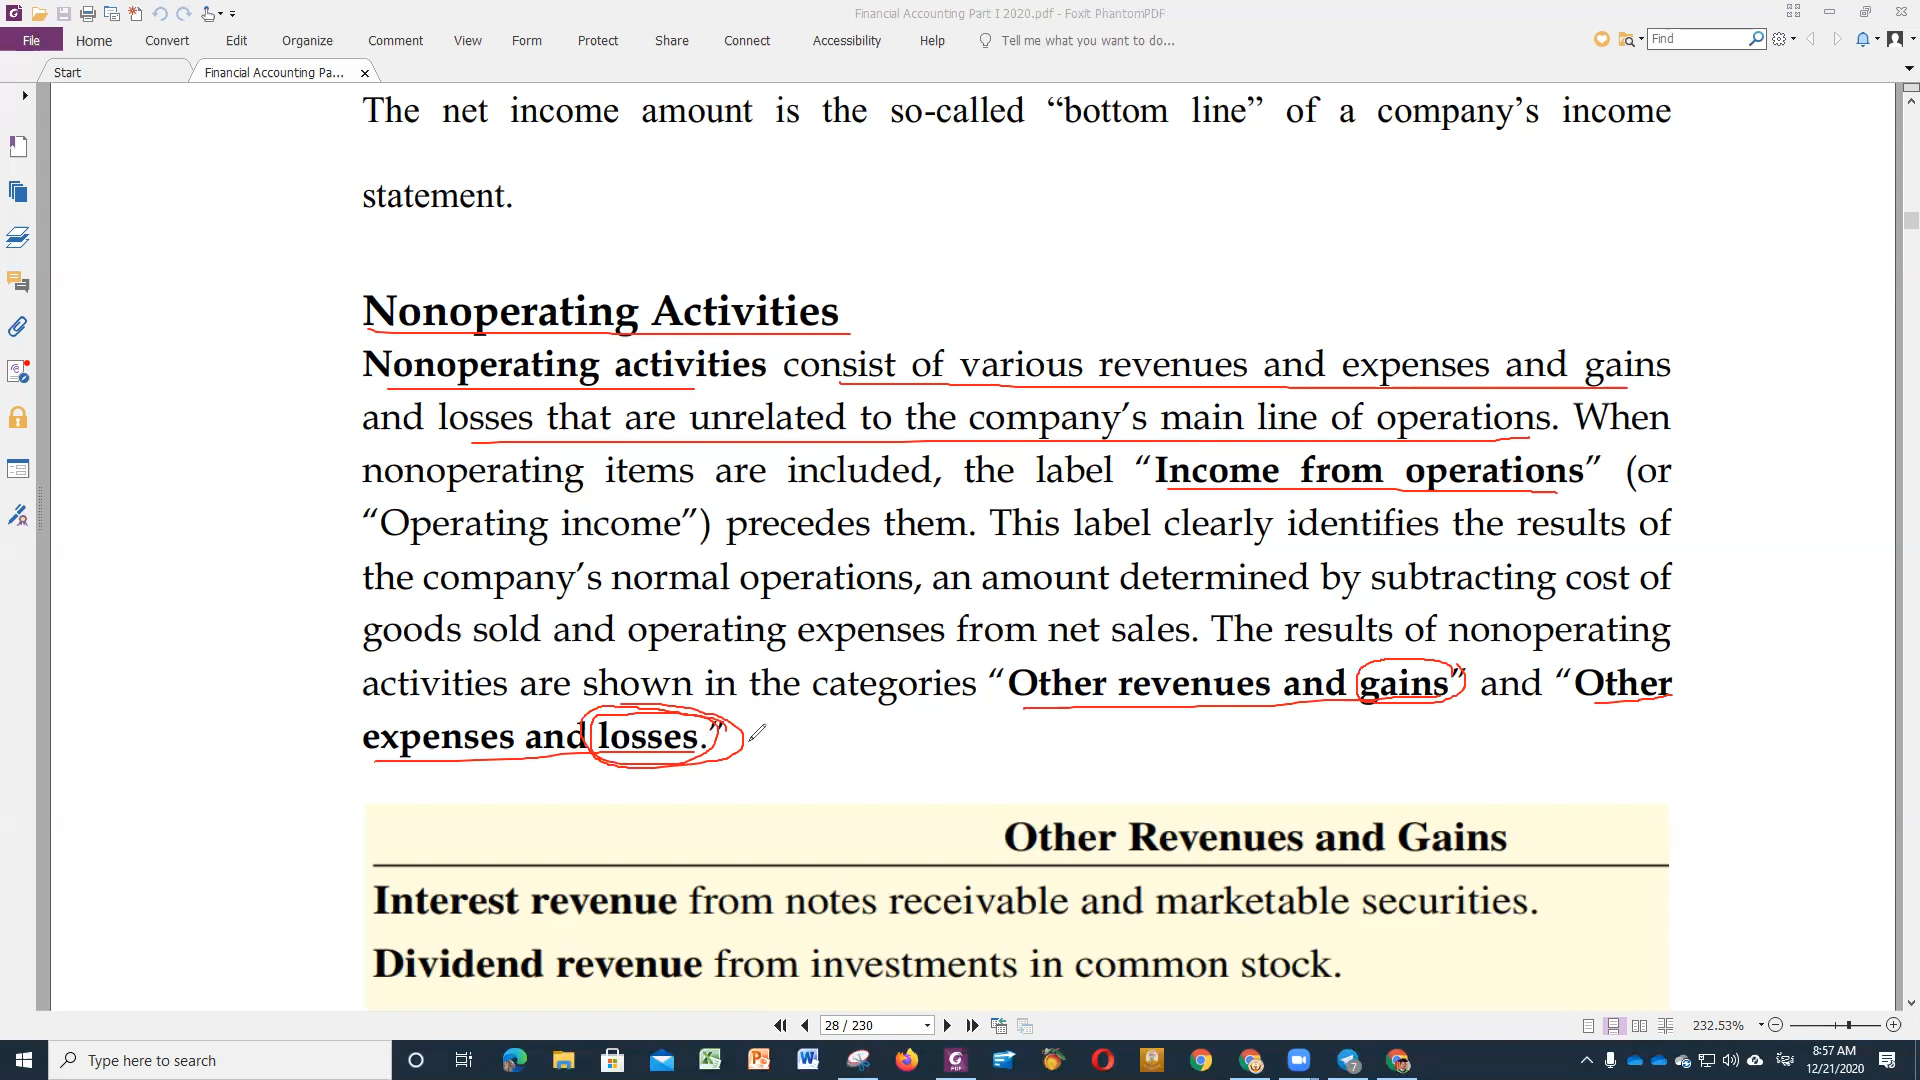 Financial Accounting Part I 2020.pdf - Foxit PhantomPDF
File Home Convert Edit Organize Comment View Form Protect Share Connect Accessibility Help Tell me what you want to do... Find
Start Financial Accounting Pa...
The net income amount is the so-called “bottom line” of a company’s income
statement.
Nonoperating Activities
Nonoperating activities consist of various revenues and expenses and gains
and losses that are unrelated to the company’s main line of operations. When
nonoperating items are included, the label “Income from operations” (or
“Operating income”) precedes them. This label clearly identifies the results of
the company’s normal operations, an amount determined by subtracting cost of
goods sold and operating expenses from net sales. The results of nonoperating
activities are shown in the categories “Other revenues and gains” and “Other
expenses and losses.”
Other Revenues and Gains
Interest revenue from notes receivable and marketable securities.
Dividend revenue from investments in common stock.
28 / 230 232.53%
Type here to search
8:57 AM
12/21/2020